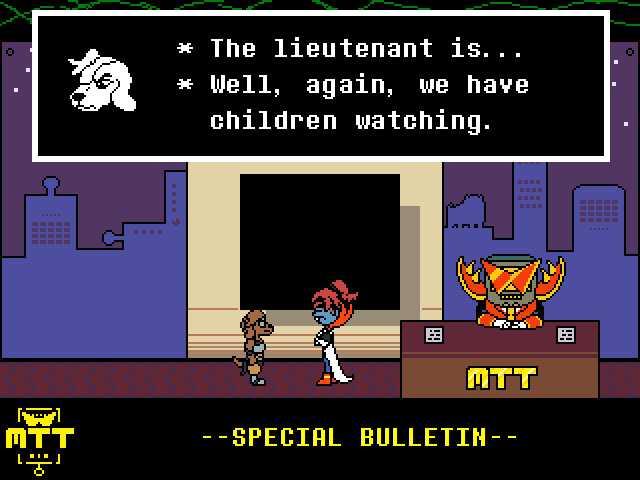 * The lieutenant is...
* Well, again, we have
children watching.
MTT
MTT
--SPECIAL BULLETIN--